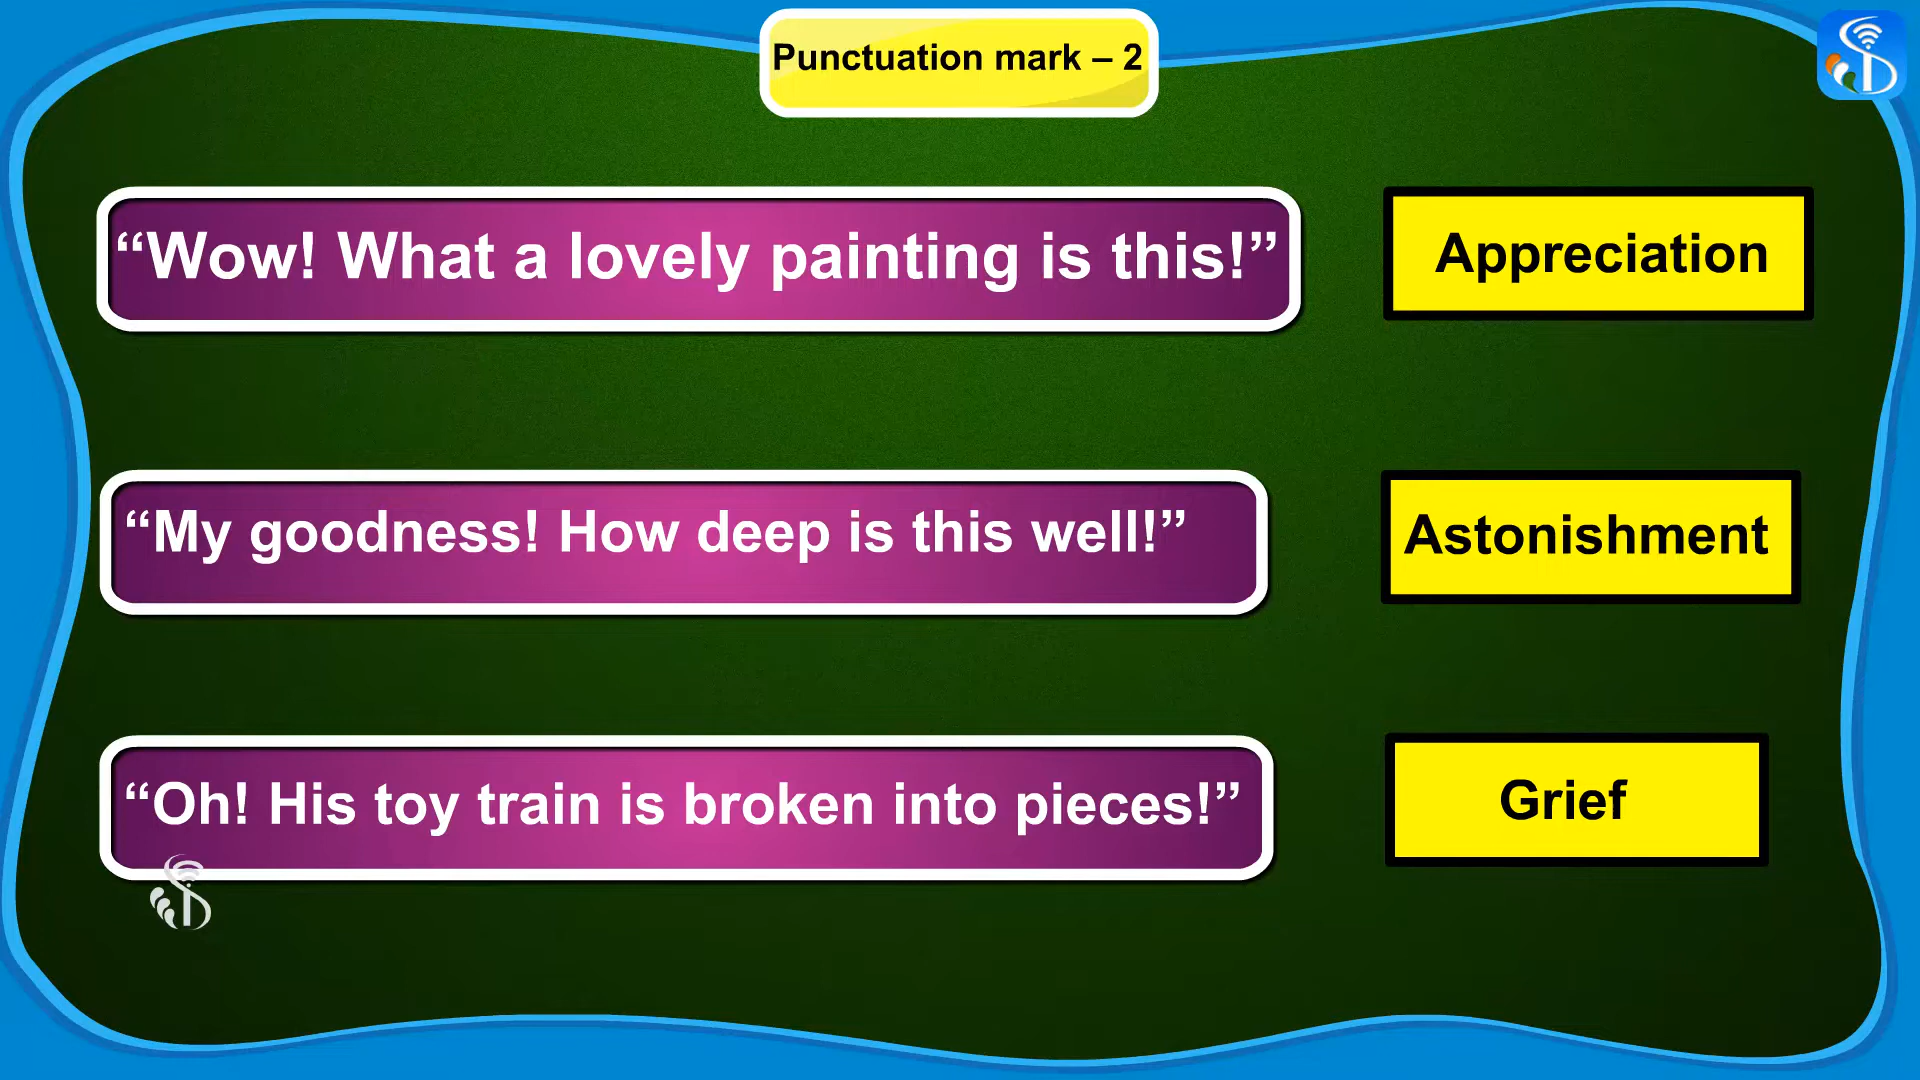 Punctuation mark – 2
“Wow! What a lovely painting is this!”
Appreciation
“My goodness! How deep is this well!”
Astonishment
“Oh! His toy train is broken into pieces!”
Grief